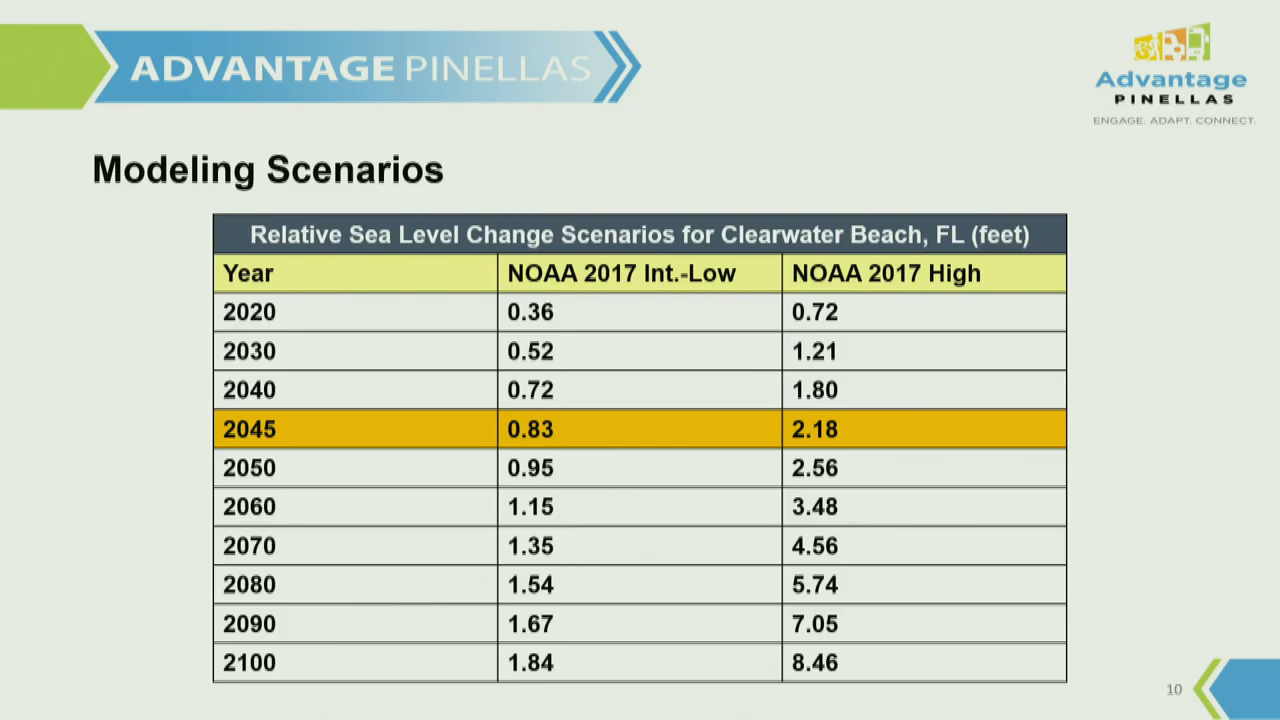 ADVANTAGE PINELLAS
Advantage
PINELLAS
ENGAGE. ADAPT. CONNECT.
Modeling Scenarios
Relative Sea Level Change Scenarios for Clearwater Beach, FL (feet)
Year NOAA 2017 Int.-Low NOAA 2017 High
2020 0.36 0.72
2030 0.52 1.21
2040 0.72 1.80
2045 0.83 2.18
2050 0.95 2.56
2060 1.15 3.48
2070 1.35 4.56
2080 1.54 5.74
2090 1.67 7.05
2100 1.84 8.46
10